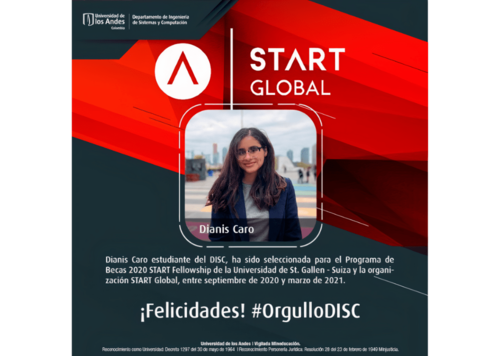 Universidad de
los Andes
Colombia
Departamento de Ingeniería
de Sistemas y Computación
START
GLOBAL
Dianis Caro
Dianis Caro estudiante del DISC, ha sido seleccionada para el Programa de
Becas 2020 START Fellowship de la Universidad de St. Gallen - Suiza y la organi-
zación START Global, entre septiembre de 2020 y marzo de 2021.
¡Felicidades! #OrgulloDISC
Universidad de los Andes | Vigilada Mineducación.
Reconocimiento como Universidad: Decreto 1297 del 30 de mayo de 1964 | Reconocimiento Personería Jurídica: Resolución 28 del 23 de febrero de 1949 Minjusticia.